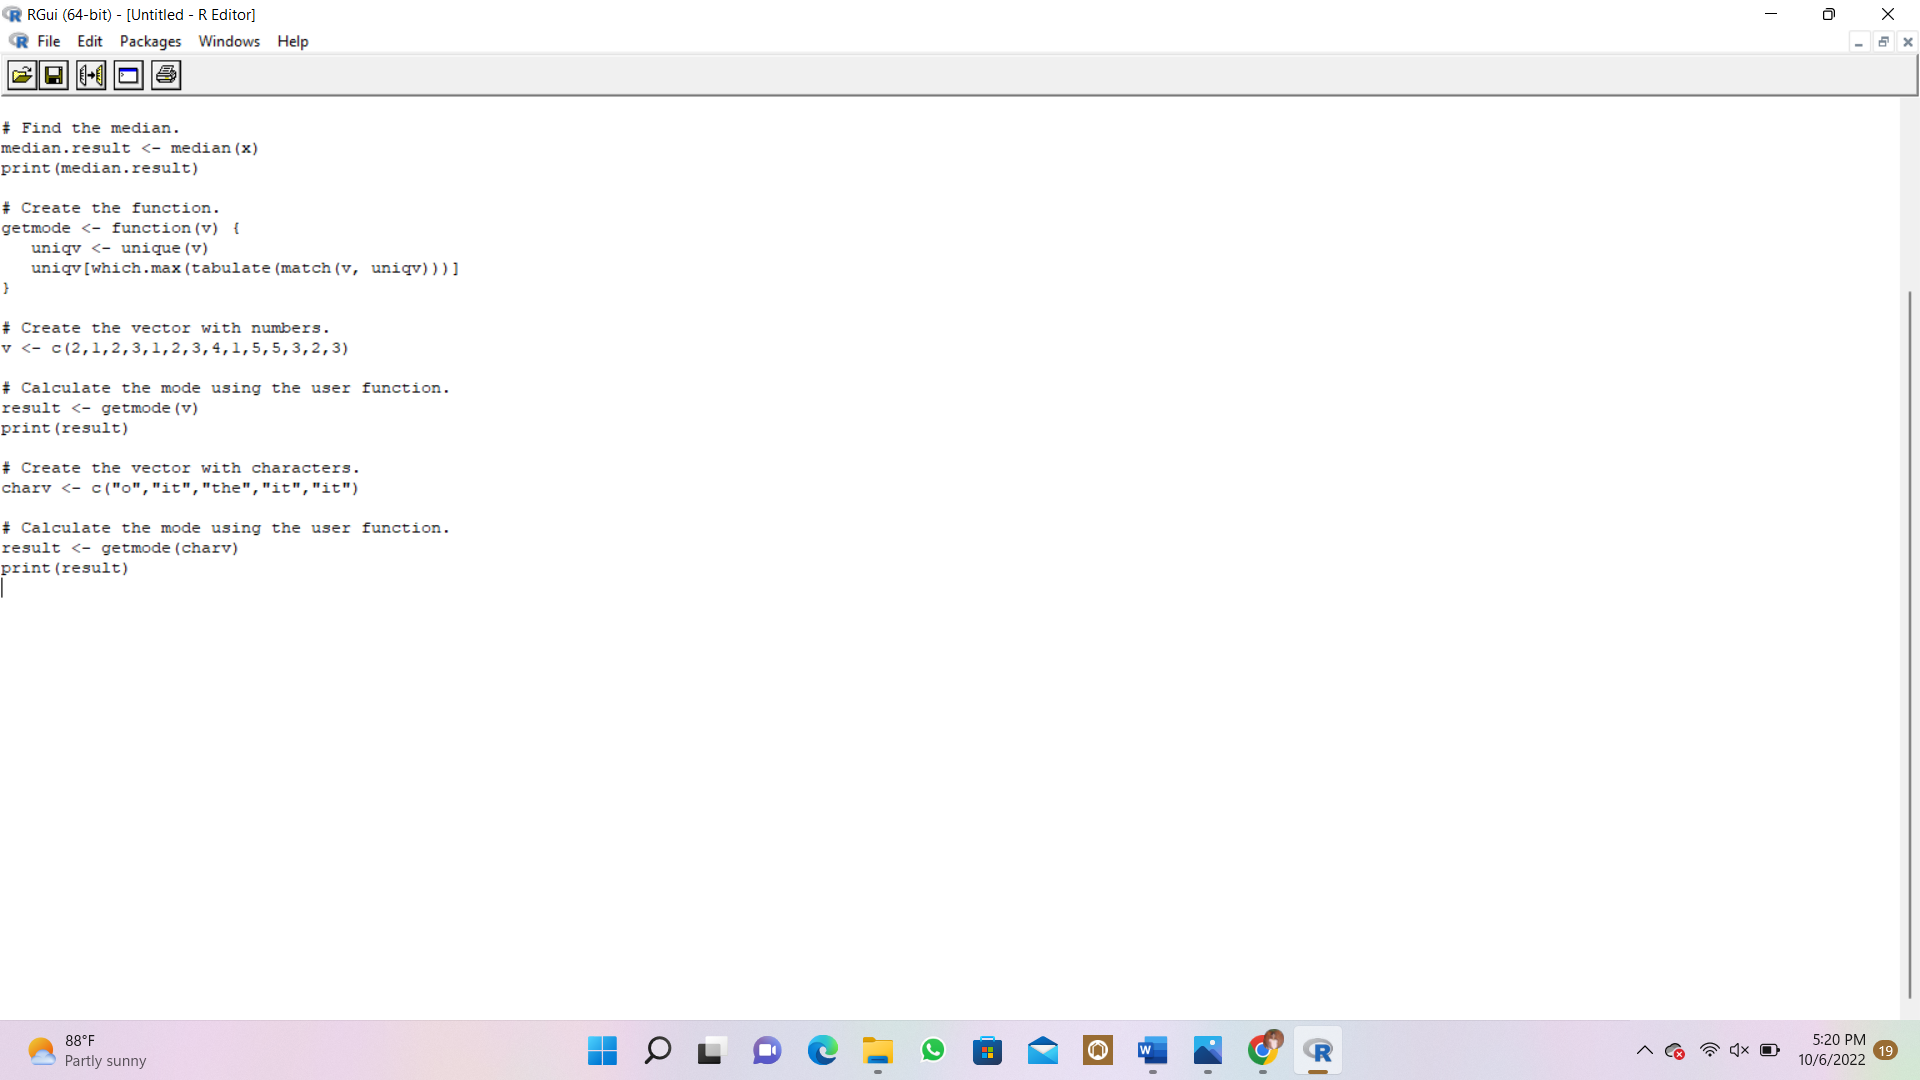 RGui (64-bit) - [Untitled - R Editor]
File Edit Packages Windows Help
# Find the median.
median.result <- median(x)
print(median.result)
# Create the function.
getmode <- function(v) {
   uniqv <- unique(v)
   uniqv[which.max(tabulate(match(v, uniqv)))]
}
# Create the vector with numbers.
v <- c(2,1,2,3,1,2,3,4,1,5,5,3,2,3)
# Calculate the mode using the user function.
result <- getmode(v)
print(result)
# Create the vector with characters.
charv <- c("o","it","the","it","it")
# Calculate the mode using the user function.
result <- getmode(charv)
print(result)
88°F
Partly sunny
5:20 PM
10/6/2022
19